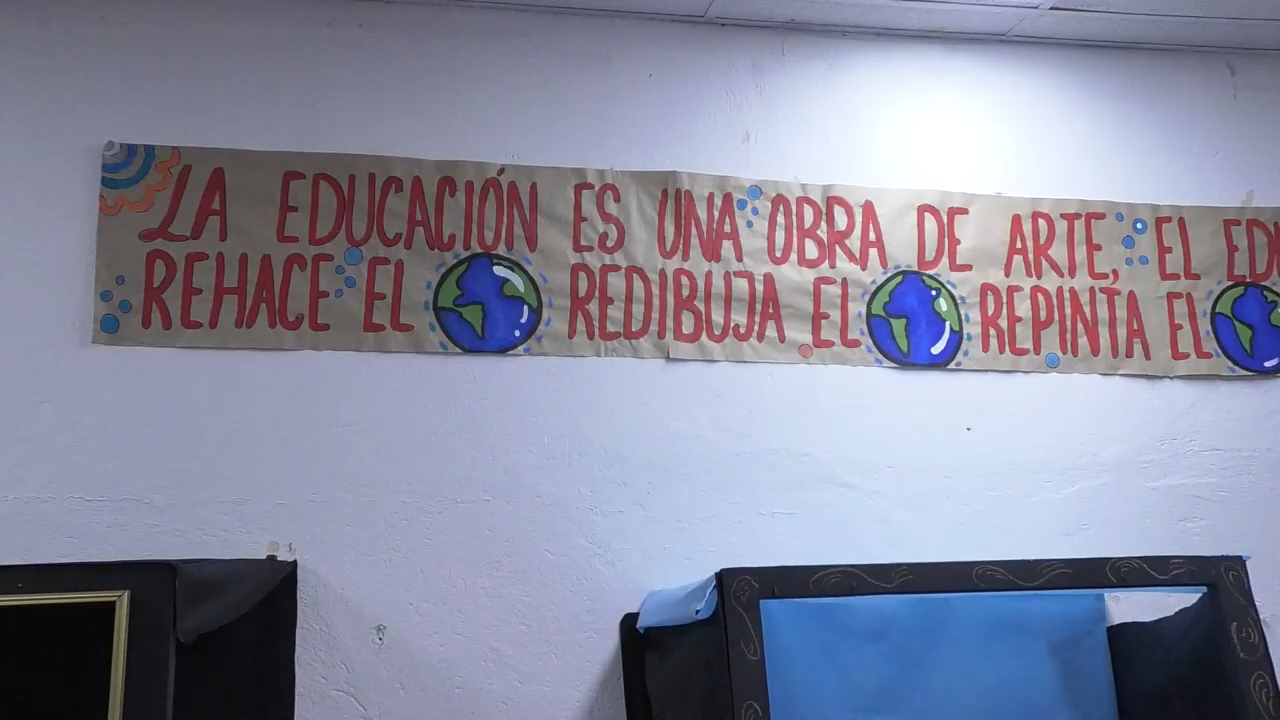 LA EDUCACIÓN ES UNA OBRA DE ARTE, EL
REHACE EL REDIBUJA EL REPINTA EL